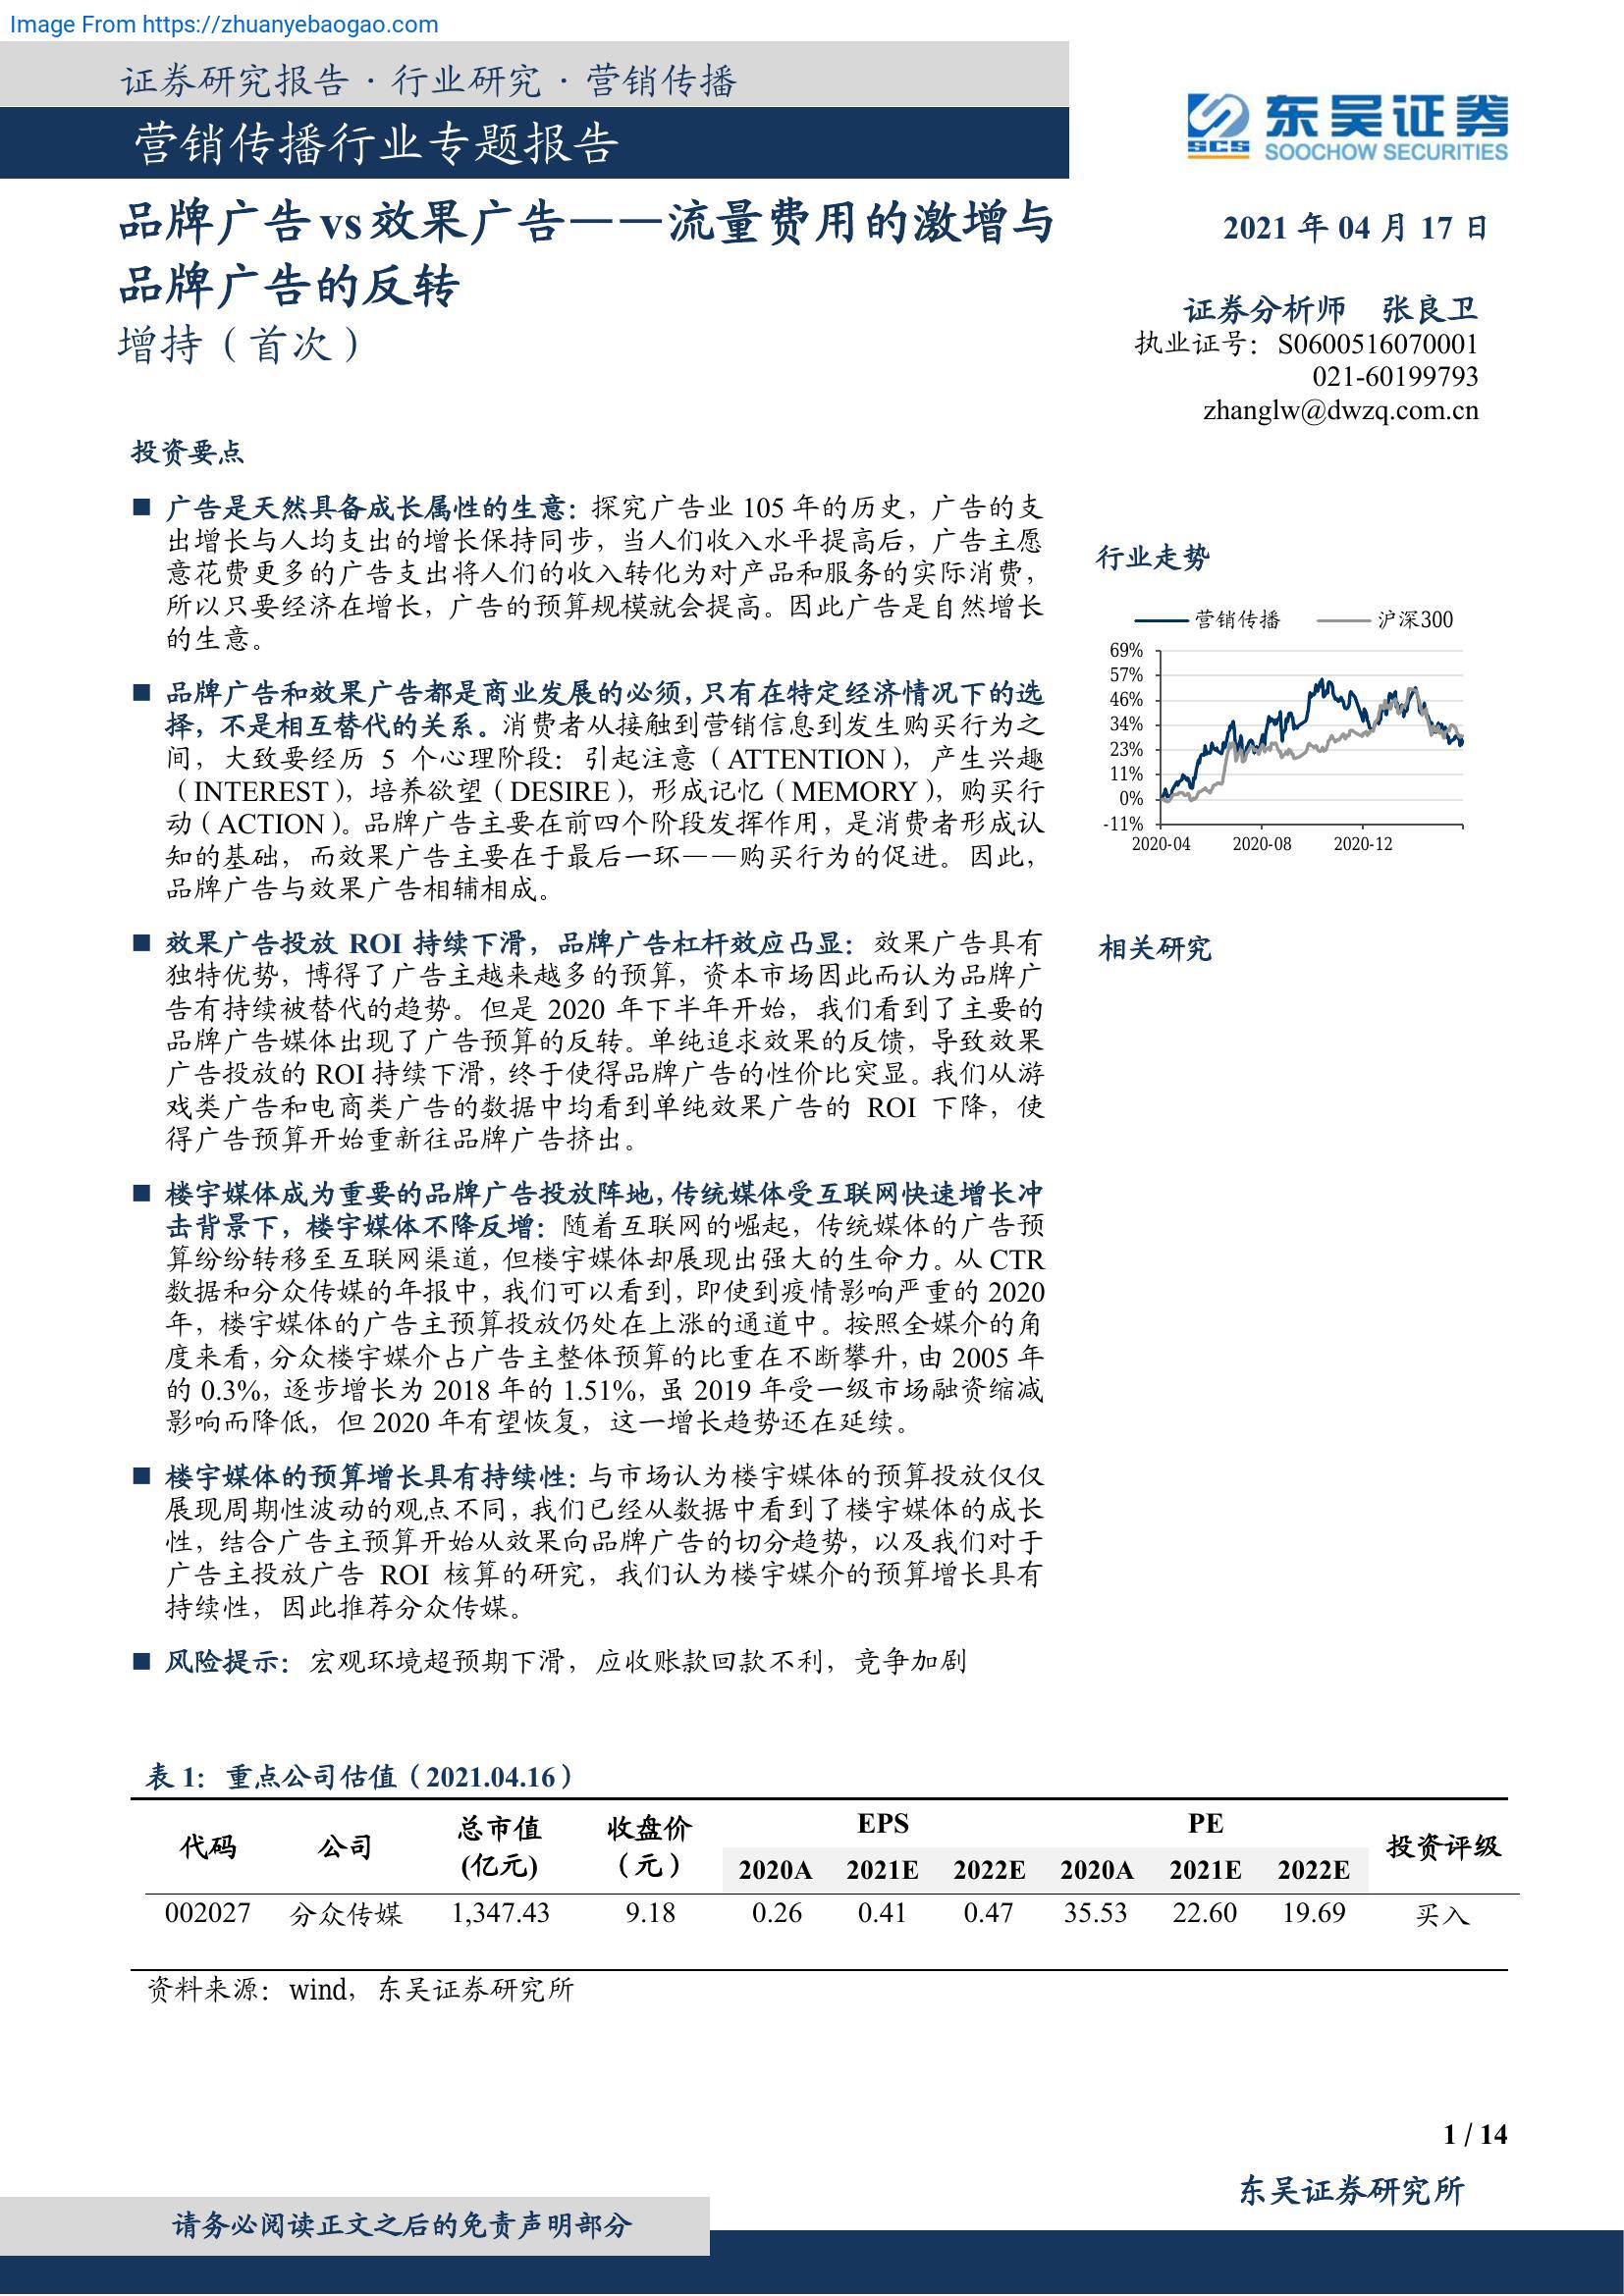 Image From https://zhuanyebaogao.com
证券研究报告·行业研究·营销传播
营销传播行业专题报告
东吴证券
SCS SOOCHOW SECURITIES
品牌广告 vs 效果广告——流量费用的激增与
品牌广告的反转
增持（首次）
2021 年 04 月 17 日
证券分析师 张良卫
执业证号：S0600516070001
021-60199793
zhanglw@dwzq.com.cn
投资要点
■ 广告是天然具备成长属性的生意：探究广告业 105 年的历史，广告的支
出增长与人均支出的增长保持同步，当人们收入水平提高后，广告主愿
意花费更多的广告支出将人们的收入转化为对产品和服务的实际消费，
所以只要经济在增长，广告的预算规模就会提高。因此广告是自然增长
的生意。
■ 品牌广告和效果广告都是商业发展的必须，只有在特定经济情况下的选
择，不是相互替代的关系。消费者从接触到营销信息到发生购买行为之
间，大致要经历 5 个心理阶段：引起注意（ATTENTION），产生兴趣
（INTEREST），培养欲望（DESIRE），形成记忆（MEMORY），购买行
动（ACTION）。品牌广告主要在前四个阶段发挥作用，是消费者形成认
知的基础，而效果广告主要在于最后一环——购买行为的促进。因此，
品牌广告与效果广告相辅相成。
■ 效果广告投放 ROI 持续下滑，品牌广告杠杆效应凸显：效果广告具有
独特优势，博得了广告主越来越多的预算，资本市场因此而认为品牌广
告有持续被替代的趋势。但是 2020 年下半年开始，我们看到了主要的
品牌广告媒体出现了广告预算的反转。单纯追求效果的反馈，导致效果
广告投放的 ROI 持续下滑，终于使得品牌广告的性价比突显。我们从游
戏类广告和电商类广告的数据中均看到单纯效果广告的 ROI 下降，使
得广告预算开始重新往品牌广告挤出。
■ 楼宇媒体成为重要的品牌广告投放阵地，传统媒体受互联网快速增长冲
击背景下，楼宇媒体不降反增：随着互联网的崛起，传统媒体的广告预
算纷纷转移至互联网渠道，但楼宇媒体却展现出强大的生命力。从 CTR
数据和分众传媒的年报中，我们可以看到，即使到疫情影响严重的 2020
年，楼宇媒体的广告主预算投放仍处在上涨的通道中。按照全媒介的角
度来看，分众楼宇媒介占广告主整体预算的比重在不断攀升，由 2005 年
的 0.3%，逐步增长为 2018 年的 1.51%，虽 2019 年受一级市场融资缩减
影响而降低，但 2020 年有望恢复，这一增长趋势还在延续。
■ 楼宇媒体的预算增长具有持续性：与市场认为楼宇媒体的预算投放仅仅
展现周期性波动的观点不同，我们已经从数据中看到了楼宇媒体的成长
性，结合广告主预算开始从效果向品牌广告的切分趋势，以及我们对于
广告主投放广告 ROI 核算的研究，我们认为楼宇媒介的预算增长具有
持续性，因此推荐分众传媒。
■ 风险提示：宏观环境超预期下滑，应收账款回款不利，竞争加剧
行业走势
营销传播 沪深300
69%
57%
46%
34%
23%
11%
0%
-11%
2020-04 2020-08 2020-12
相关研究
表 1：重点公司估值（2021.04.16）
代码 公司 总市值(亿元) 收盘价（元） EPS PE 投资评级
2020A 2021E 2022E 2020A 2021E 2022E
002027 分众传媒 1,347.43 9.18 0.26 0.41 0.47 35.53 22.60 19.69 买入
资料来源：wind，东吴证券研究所
1 / 14
东吴证券研究所
请务必阅读正文之后的免责声明部分